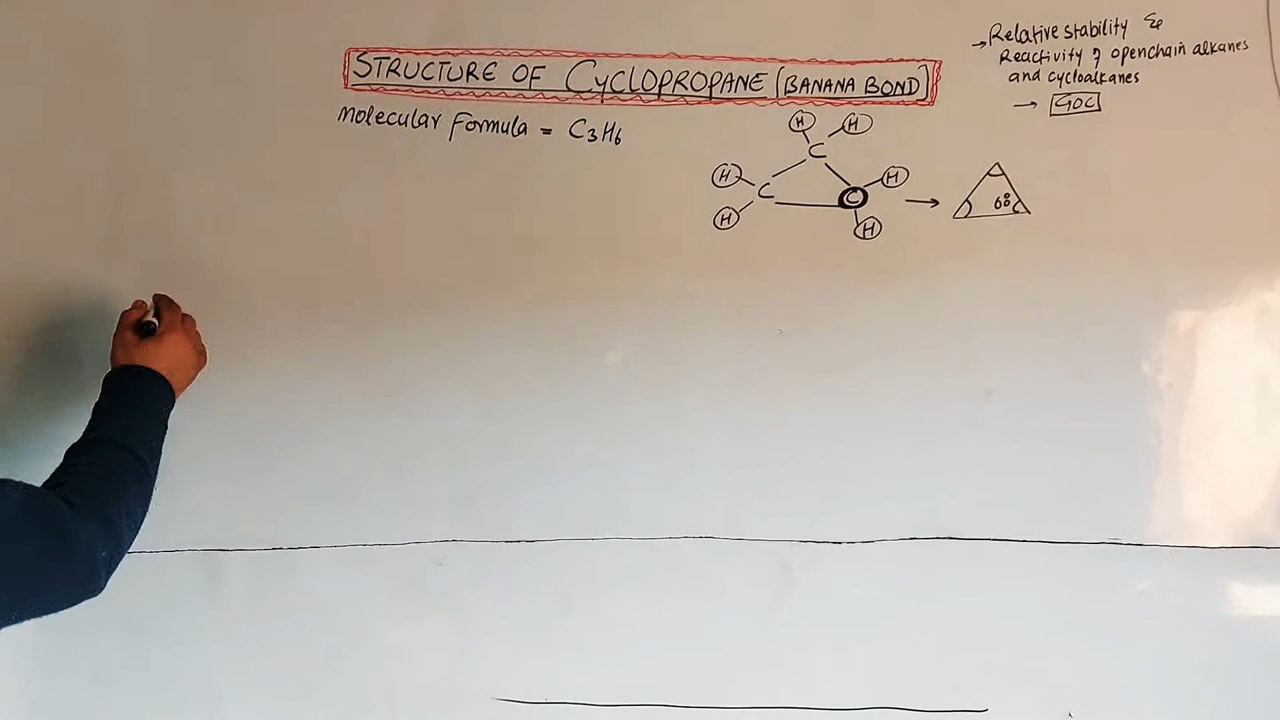 STRUCTURE OF CYCLOPROPANE (BANANA BOND)
Molecular Formula = C₃H₆
→ Relative stability &
Reactivity of openchain alkanes
and cycloalkanes
→ GOC
H H
C
H C C H
H H
→ 60°